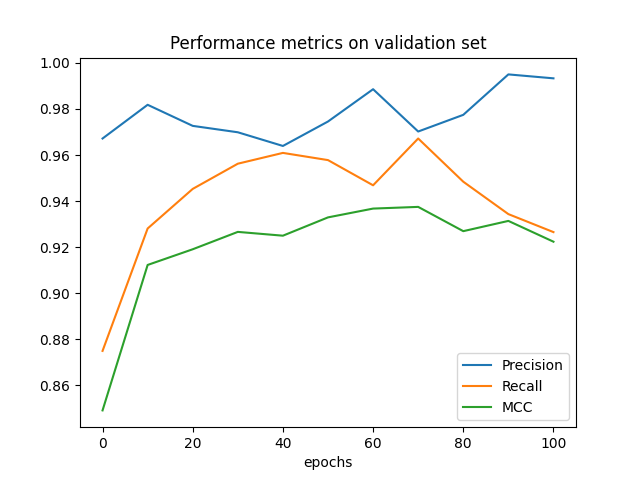 Performance metrics on validation set
1.00
0.98
0.96
0.94
0.92
0.90
0.88
0.86
Precision
Recall
MCC
0 20 40 60 80 100
epochs